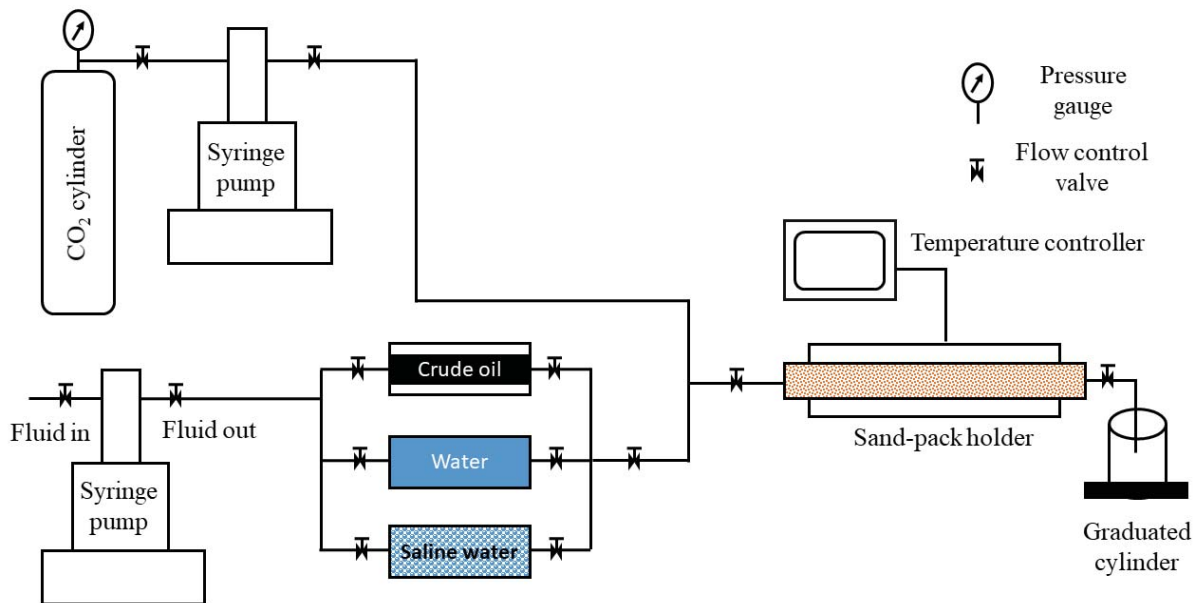 CO₂ cylinder
Syringe
pump
Pressure
gauge
Flow control
valve
Temperature controller
Crude oil
Fluid in
Fluid out
Water
Sand-pack holder
Syringe
pump
Saline water
Graduated
cylinder